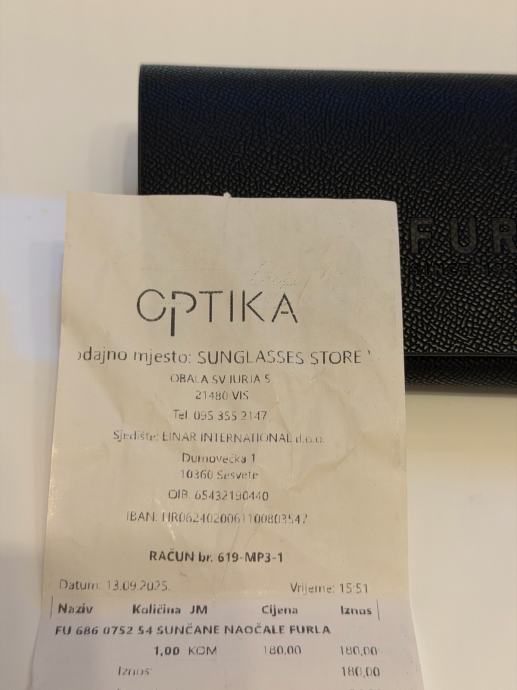 FUR
OPTIKA
odajno mjesto: SUNGLASSES STORE
OBALA SV JURJA 5
21480 VIS
Tel. 095 355 2147
Sjedište: EINAR INTERNATIONAL d.o.o.
Dumovečka 1
10360 Sesvete
OIB: 65432190440
IBAN: HR0624020061100803547
RAČUN br. 619-MP3-1
Datum: 13.09.2025. Vrijeme: 15:51
Naziv Količina JM Cijena Iznos
FU 686 0752 54 SUNČANE NAOČALE FURLA
1,00 KOM 180,00 180,00
Iznos: 180,00